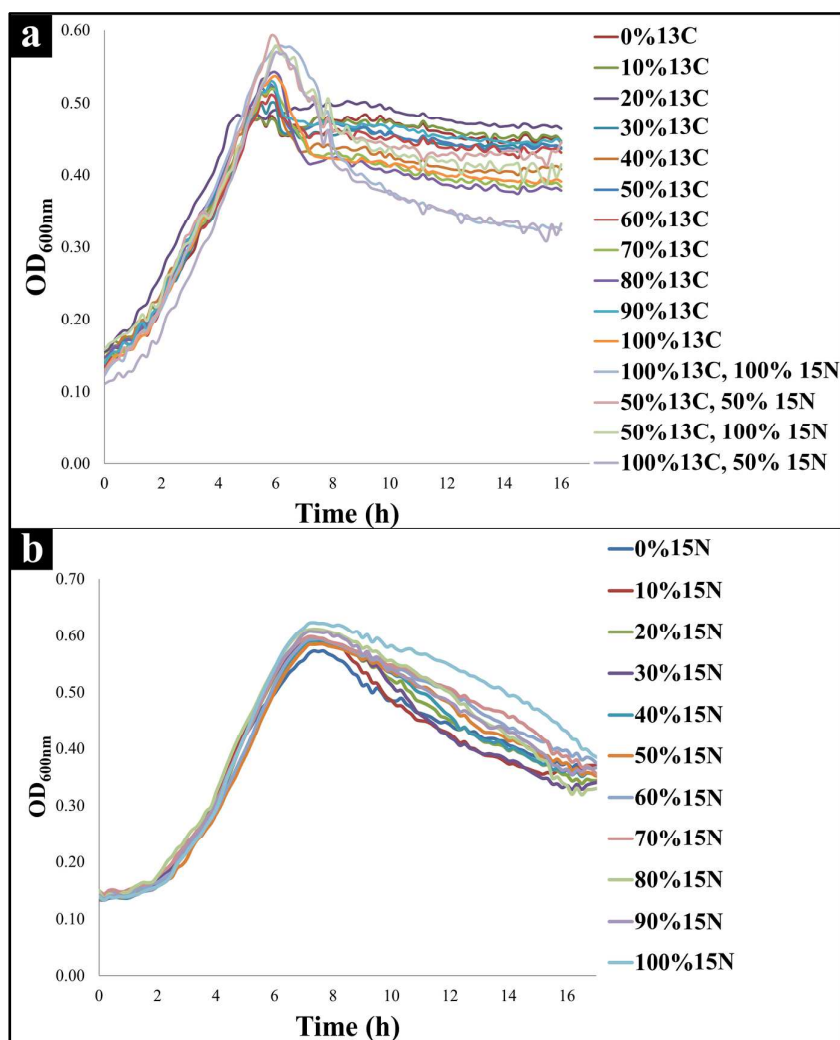 a
0.60
0.50
0.40
0.30
0.20
0.10
0.00
OD600nm
0 2 4 6 8 10 12 14 16
Time (h)
0%13C
10%13C
20%13C
30%13C
40%13C
50%13C
60%13C
70%13C
80%13C
90%13C
100%13C
100%13C, 100% 15N
50%13C, 50% 15N
50%13C, 100% 15N
100%13C, 50% 15N
b
0.70
0.60
0.50
0.40
0.30
0.20
0.10
0.00
OD600nm
0 2 4 6 8 10 12 14 16
Time (h)
0%15N
10%15N
20%15N
30%15N
40%15N
50%15N
60%15N
70%15N
80%15N
90%15N
100%15N